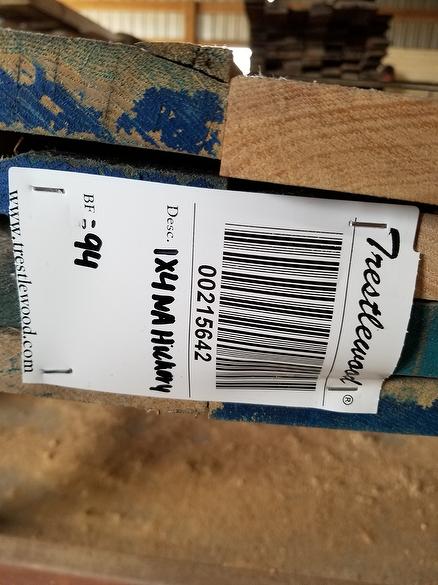 Trestlewood®
00215642
Desc. 1X4 NA Hickory
BF = 94
www.trestlewood.com